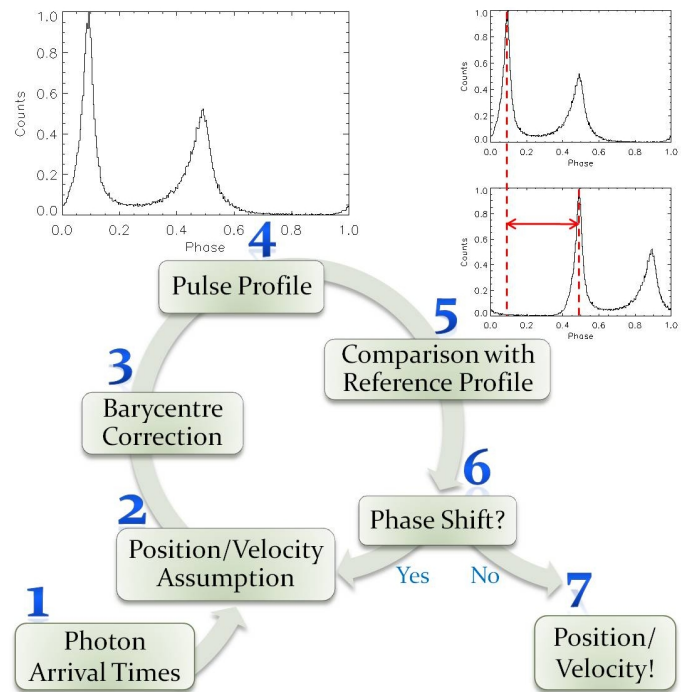 1.0
0.8
0.6
0.4
0.2
0.0
Counts
0.0 0.2 0.4 0.6 0.8 1.0
Phase
1.0
0.8
0.6
0.4
0.2
0.0
Counts
0.0 0.2 0.4 0.6 0.8 1.0
Phase
1.0
0.8
0.6
0.4
0.2
0.0
Counts
0.0 0.2 0.4 0.6 0.8 1.0
Phase
4
Pulse Profile
5
Comparison with
Reference Profile
3
Barycentre
Correction
6
Phase Shift?
2
Position/Velocity
Assumption
Yes No
1
Photon
Arrival Times
7
Position/
Velocity!